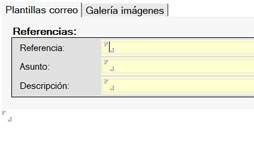 Plantillas correo Galería imágenes
Referencias:
Referencia:
Asunto:
Descripción: